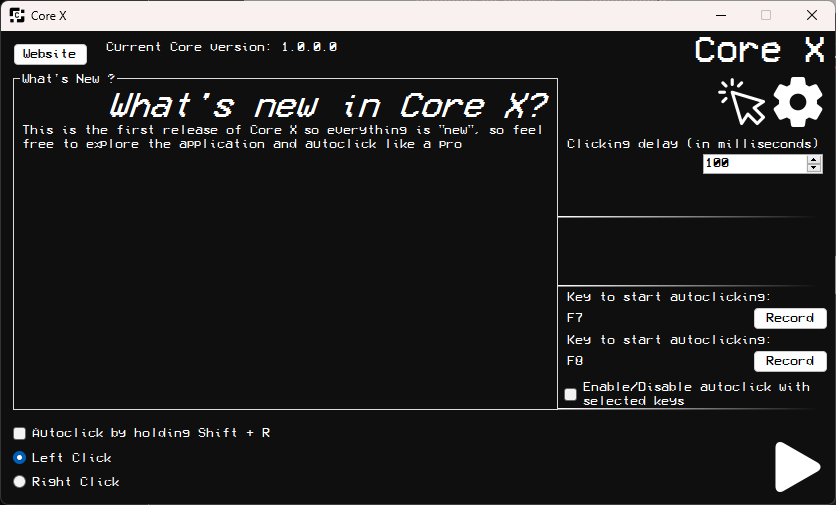 Core X
Website
Current Core version: 1.0.0.0
Core X
What's New ?
What's new in Core X?
This is the first release of Core X so everything is "new", so feel
free to explore the application and autoclick like a pro
Clicking delay (in milliseconds)
100
Key to start autoclicking:
F7
Record
Key to start autoclicking:
F8
Record
Enable/Disable autoclick with
selected keys
Autoclick by holding Shift + R
Left Click
Right Click